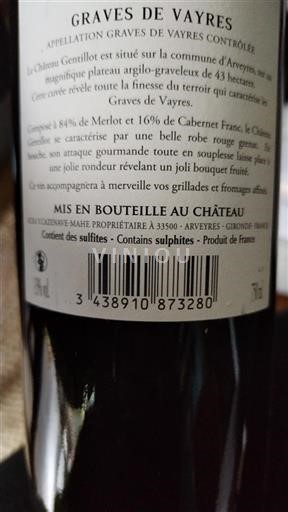 GRAVES DE VAYRES
APPELLATION GRAVES DE VAYRES CONTRÔLÉE
Le Château Gentillot est situé sur la commune d'Arveyres, sur un
magnifique plateau argilo-graveleux de 43 hectares.
Cette cuvée révèle toute la finesse du terroir qui caractérise les
Graves de Vayres.
Composé à 84% de Merlot et 16% de Cabernet Franc, le Château
Gentillot se caractérise par une belle robe rouge grenat. En
bouche, son attaque gourmande toute en souplesse laisse place à
une jolie rondeur révelant un joli bouquet fruité.
Ce vin accompagnera à merveille vos grillades et fromages affinés.
MIS EN BOUTEILLE AU CHÂTEAU
CAZENAVE-MAHE PROPRIÉTAIRE À 33500 - ARVEYRES - GIRONDE - FRANCE
Contient des sulfites - Contains sulphites - Produit de France
VINIOU
3 438910 873280